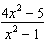 4x² − 5
x² − 1